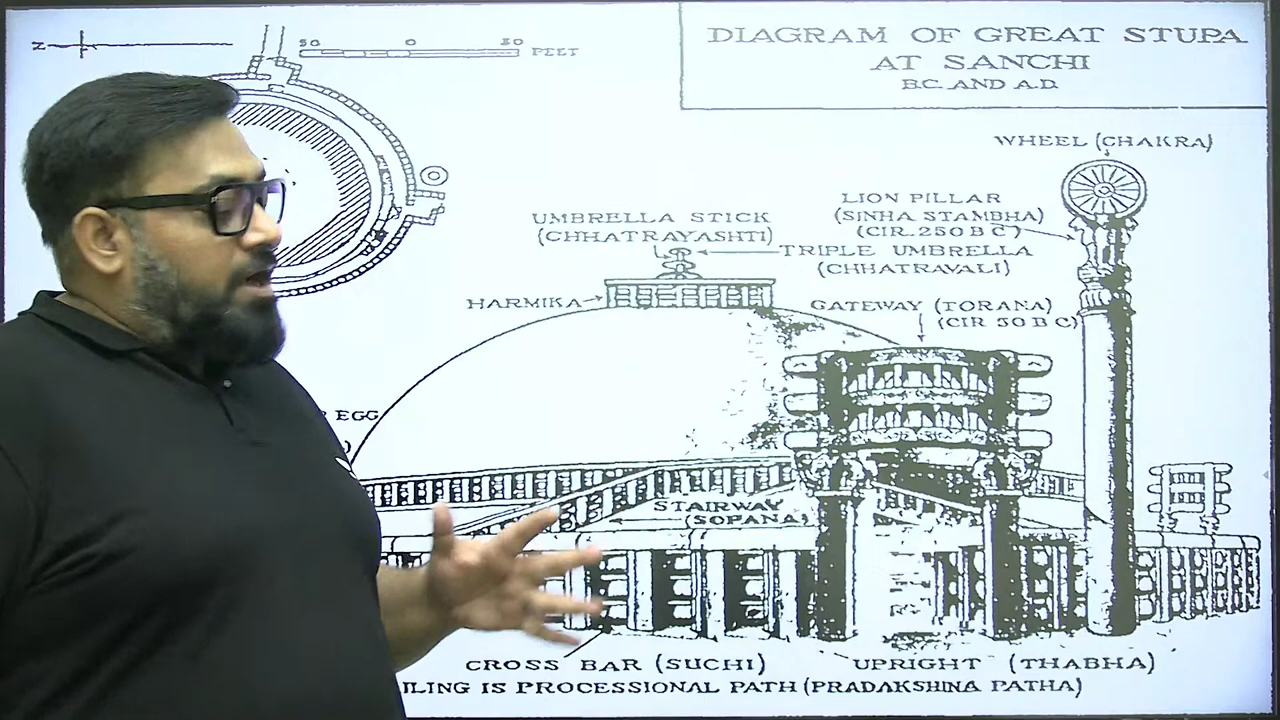 N
50 0 50 FEET
DIAGRAM OF GREAT STUPA
AT SANCHI
B.C. AND A.D.
WHEEL (CHAKRA)
LION PILLAR
(SINHA STAMBHA)
(CIR. 250 B C)
UMBRELLA STICK
(CHHATRAYASHTI)
TRIPLE UMBRELLA
(CHHATRAVALI)
HARMIKA
GATEWAY (TORANA)
(CIR 50 B C)
EGG
)
STAIRWAY
(SOPANA)
CROSS BAR (SUCHI)
UPRIGHT (THABHA)
ILING IS PROCESSIONAL PATH (PRADAKSHINA PATHA)